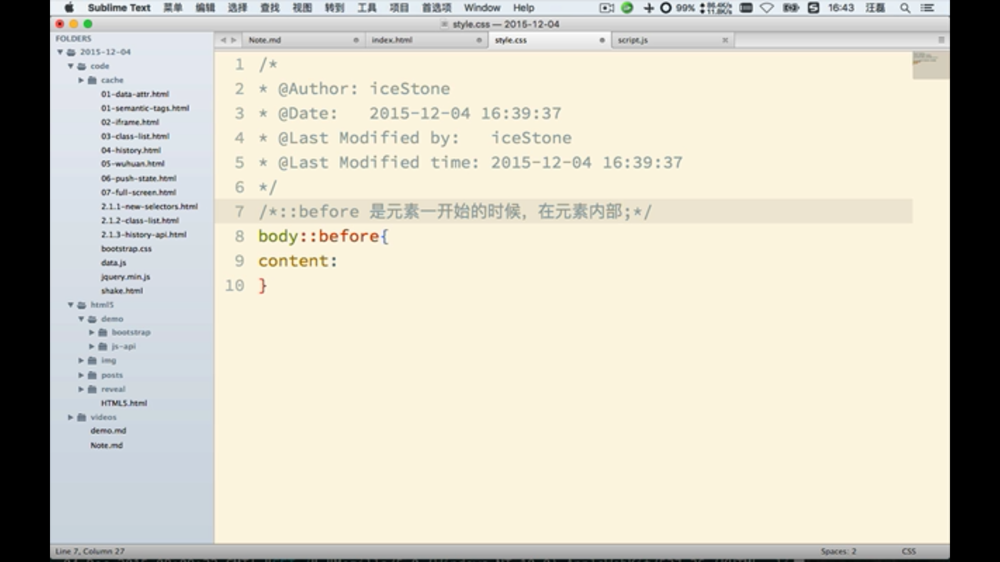 Sublime Text 菜单 编辑 选择 查找 视图 转到 工具 项目 首选项 Window Help 99% 16:43 汪磊
style.css — 2015-12-04
FOLDERS
2015-12-04
code
cache
01-data-attr.html
01-semantic-tags.html
02-iframe.html
03-class-list.html
04-history.html
05-wuhuan.html
06-push-state.html
07-full-screen.html
2.1.1-new-selectors.html
2.1.2-class-list.html
2.1.3-history-api.html
bootstrap.css
data.js
jquery.min.js
shake.html
html5
demo
bootstrap
js-api
img
posts
reveal
HTML5.html
videos
demo.md
Note.md
Note.md index.html style.css script.js
1 /*
2 * @Author: iceStone
3 * @Date: 2015-12-04 16:39:37
4 * @Last Modified by: iceStone
5 * @Last Modified time: 2015-12-04 16:39:37
6 */
7 /*::before 是元素一开始的时候，在元素内部;*/
8 body::before{
9 content:
10 }
Line 7, Column 27 Spaces: 2 CSS